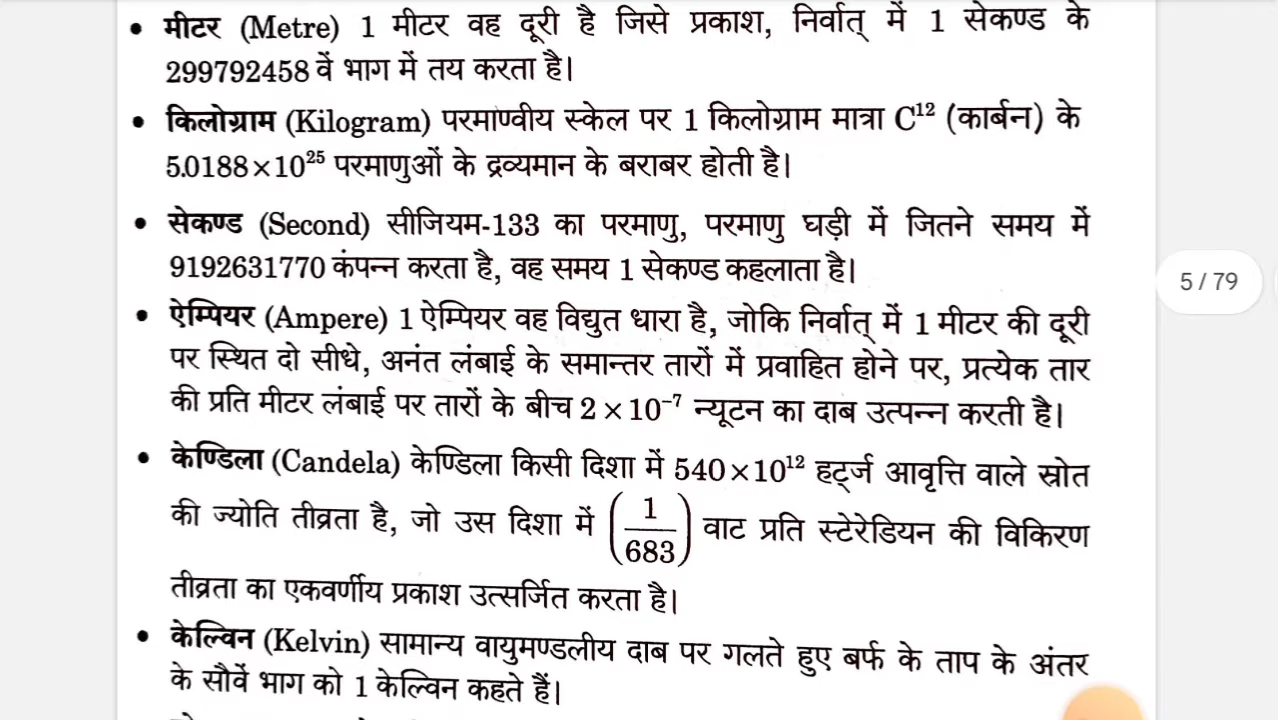 • मीटर (Metre) 1 मीटर वह दूरी है जिसे प्रकाश, निर्वात् में 1 सेकण्ड के
299792458 वें भाग में तय करता है।
• किलोग्राम (Kilogram) परमाण्वीय स्केल पर 1 किलोग्राम मात्रा C¹² (कार्बन) के
5.0188×10²⁵ परमाणुओं के द्रव्यमान के बराबर होती है।
• सेकण्ड (Second) सीजियम-133 का परमाणु, परमाणु घड़ी में जितने समय में
9192631770 कंपन्न करता है, वह समय 1 सेकण्ड कहलाता है।
5 / 79
• ऐम्पियर (Ampere) 1 ऐम्पियर वह विद्युत धारा है, जोकि निर्वात् में 1 मीटर की दूरी
पर स्थित दो सीधे, अनंत लंबाई के समान्तर तारों में प्रवाहित होने पर, प्रत्येक तार
की प्रति मीटर लंबाई पर तारों के बीच 2 × 10⁻⁷ न्यूटन का दाब उत्पन्न करती है।
• केण्डिला (Candela) केण्डिला किसी दिशा में 540×10¹² हर्ट्ज आवृत्ति वाले स्रोत
की ज्योति तीव्रता है, जो उस दिशा में (1/683) वाट प्रति स्टेरेडियन की विकिरण
तीव्रता का एकवर्णीय प्रकाश उत्सर्जित करता है।
• केल्विन (Kelvin) सामान्य वायुमण्डलीय दाब पर गलते हुए बर्फ के ताप के अंतर
के सौवें भाग को 1 केल्विन कहते हैं।